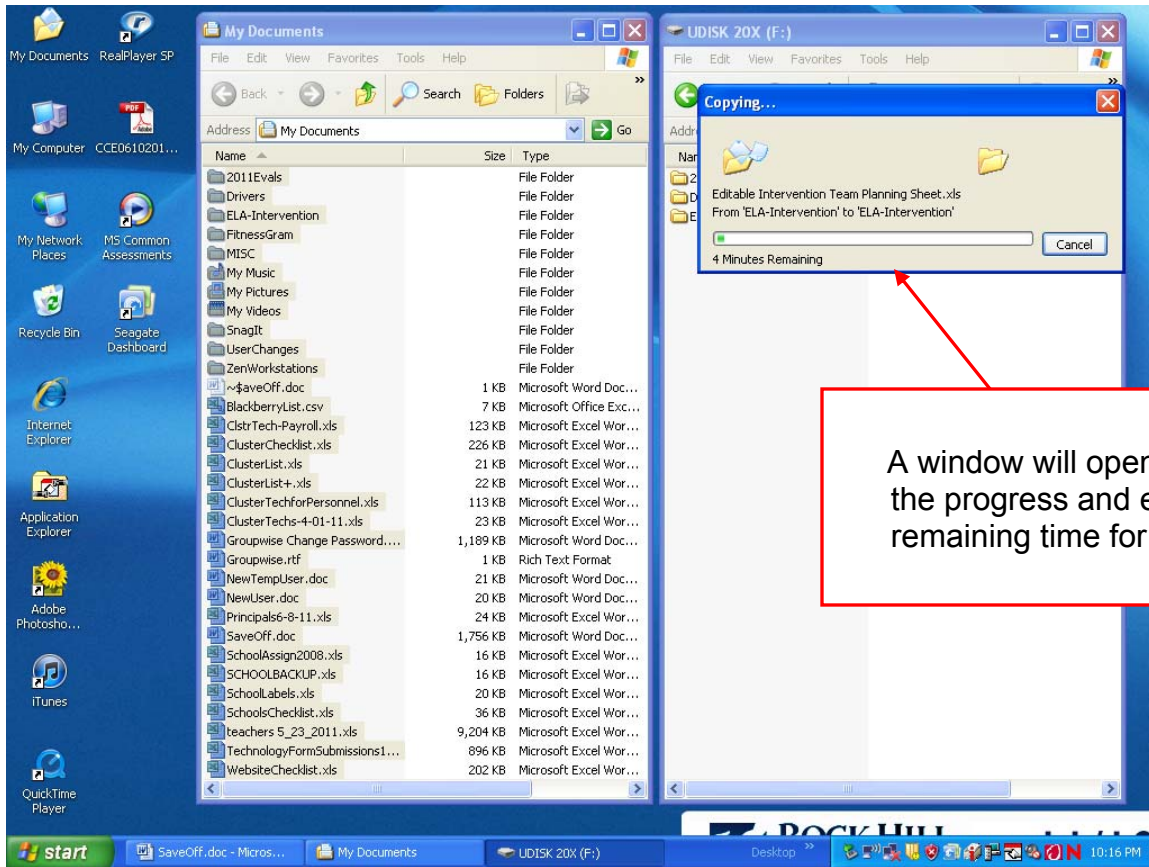 My Documents
RealPlayer SP
My Computer
CCE0610201...
My Network
Places
MS Common
Assessments
Recycle Bin
Seagate
Dashboard
Internet
Explorer
Application
Explorer
Adobe
Photosho...
iTunes
QuickTime
Player
My Documents
File Edit View Favorites Tools Help
Back Search Folders »
Address My Documents Go
Name Size Type
2011Evals File Folder
Drivers File Folder
ELA-Intervention File Folder
FitnessGram File Folder
MISC File Folder
My Music File Folder
My Pictures File Folder
My Videos File Folder
SnagIt File Folder
UserChanges File Folder
ZenWorkstations File Folder
~$aveOff.doc 1 KB Microsoft Word Doc...
BlackberryList.csv 7 KB Microsoft Office Exc...
ClstrTech-Payroll.xls 123 KB Microsoft Excel Wor...
ClusterChecklist.xls 226 KB Microsoft Excel Wor...
ClusterList.xls 21 KB Microsoft Excel Wor...
ClusterList+.xls 22 KB Microsoft Excel Wor...
ClusterTechforPersonnel.xls 113 KB Microsoft Excel Wor...
ClusterTechs-4-01-11.xls 23 KB Microsoft Excel Wor...
Groupwise Change Password.... 1,189 KB Microsoft Word Doc...
Groupwise.rtf 1 KB Rich Text Format
NewTempUser.doc 21 KB Microsoft Word Doc...
NewUser.doc 20 KB Microsoft Word Doc...
Principals6-8-11.xls 24 KB Microsoft Excel Wor...
SaveOff.doc 1,756 KB Microsoft Word Doc...
SchoolAssign2008.xls 16 KB Microsoft Excel Wor...
SCHOOLBACKUP.xls 16 KB Microsoft Excel Wor...
SchoolLabels.xls 20 KB Microsoft Excel Wor...
SchoolsChecklist.xls 36 KB Microsoft Excel Wor...
teachers 5_23_2011.xls 9,204 KB Microsoft Excel Wor...
TechnologyFormSubmissions1... 896 KB Microsoft Excel Wor...
WebsiteChecklist.xls 202 KB Microsoft Excel Wor...
UDISK 20X (F:)
File Edit View Favorites Tools Help
»
Addr
Nar
2
D
E
Copying...
Editable Intervention Team Planning Sheet.xls
From 'ELA-Intervention' to 'ELA-Intervention'
Cancel
4 Minutes Remaining
A window will open
the progress and e
remaining time for
ROCK HILL
start SaveOff.doc - Micros... My Documents UDISK 20X (F:) Desktop » 10:16 PM